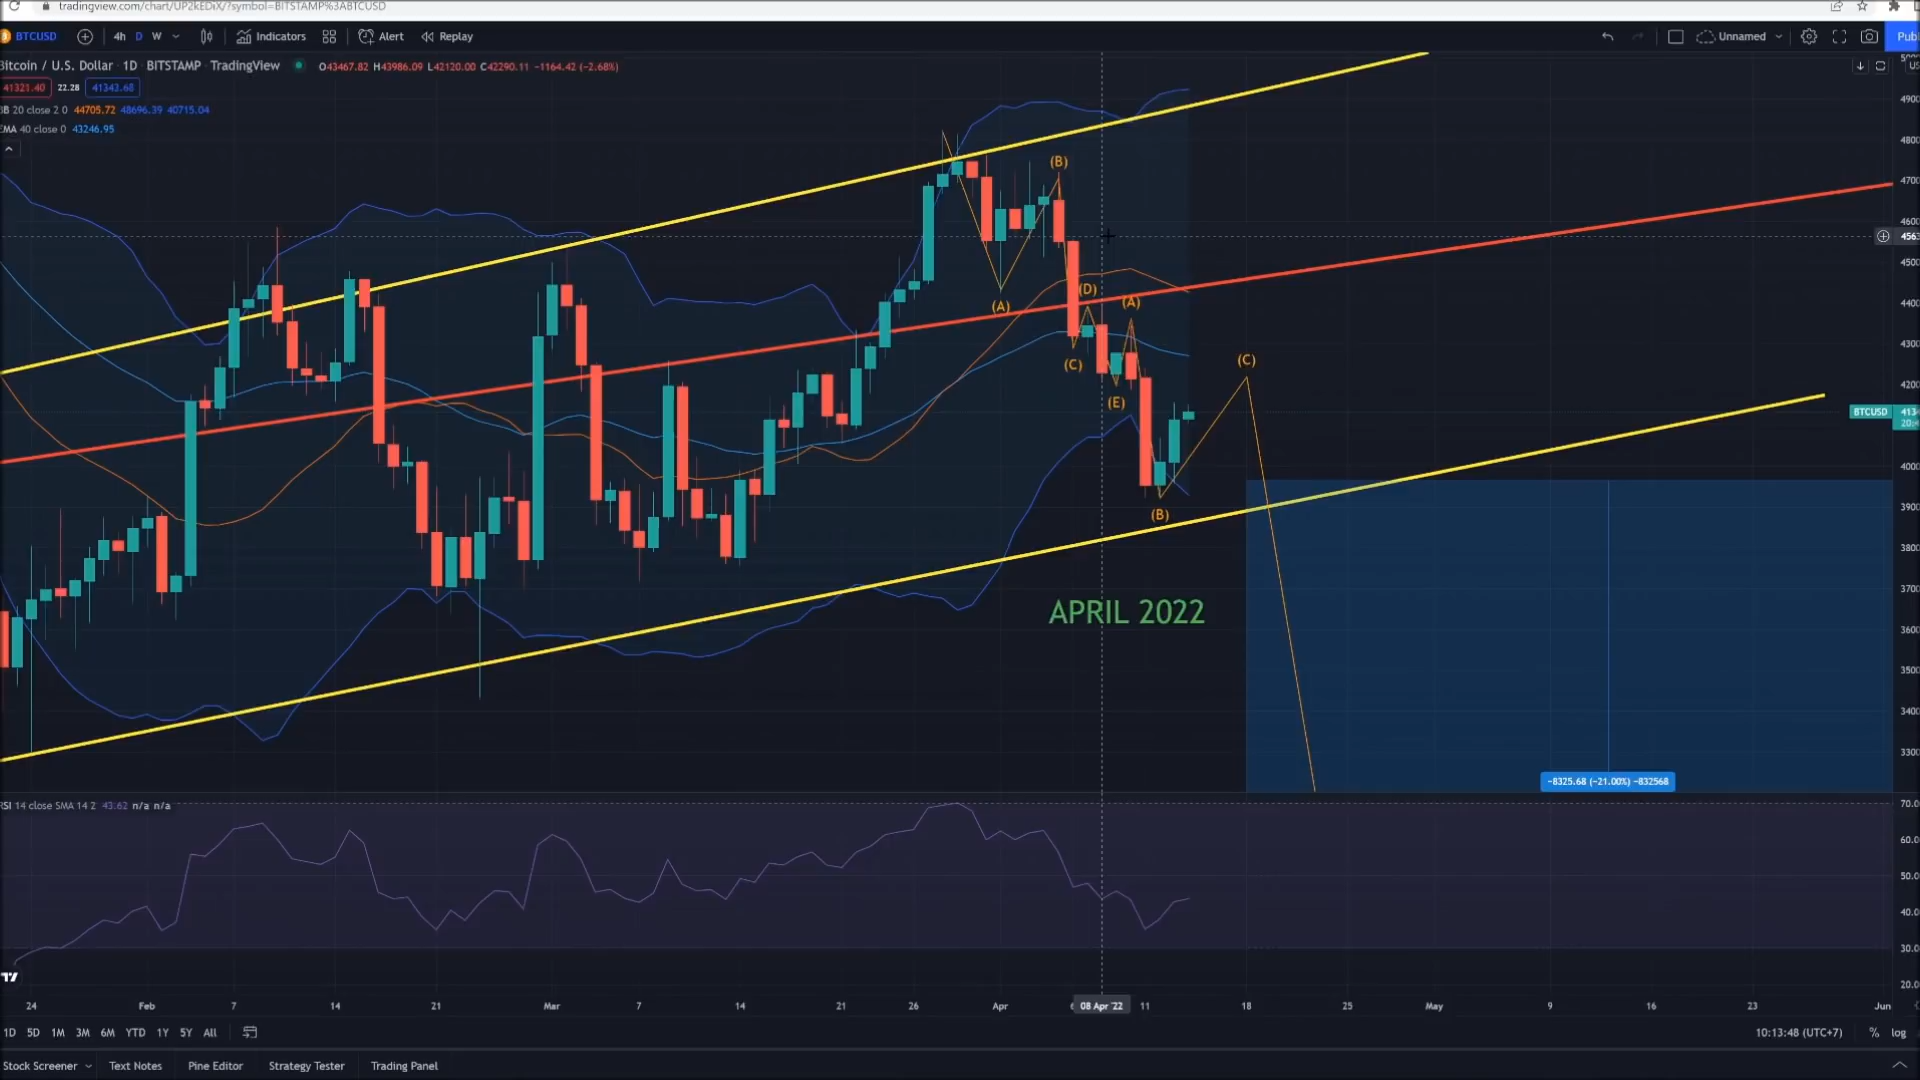 tradingview.com/chart/UP2kEDiX/?symbol=BITSTAMP%3ABTCUSD
BTCUSD 4h D W Indicators Alert Replay Unnamed
Bitcoin / U.S. Dollar · 1D · BITSTAMP · TradingView O43467.82 H43986.09 L42120.00 C42290.11 −1164.42 (−2.68%)
41321.40 22.28 41342.68
BB 20 close 2 0 44705.72 48696.39 40715.04
EMA 40 close 0 43246.95
(B)
(A)
(D)
(A)
(C)
(E)
(C)
(B)
BTCUSD
APRIL 2022
−8325.68 (−21.00%) −832568
RSI 14 close SMA 14 2 43.62 n/a n/a
24 Feb 7 14 21 Mar 7 14 21 26 Apr 08 Apr '22 11 18 25 May 9 16 23 Jun
1D 5D 1M 3M 6M YTD 1Y 5Y All 10:13:48 (UTC+7) % log
Stock Screener Text Notes Pine Editor Strategy Tester Trading Panel